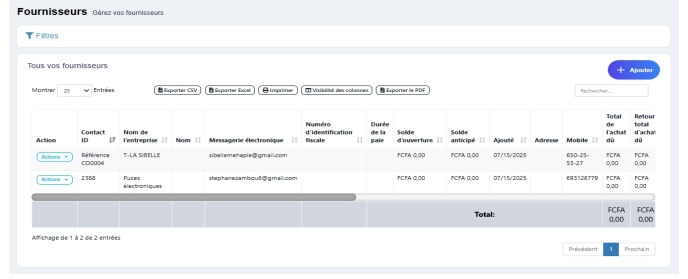 Fournisseurs Gérez vos fournisseurs
Filtres
Tous vos fournisseurs
+ Ajouter
Montrer 25 Entrées
Exporter CSV Exporter Excel Imprimer Visibilité des colonnes Exporter le PDF
Rechercher...
Action Contact ID Nom de l'entreprise Nom Messagerie électronique Numéro d'identification fiscale Durée de la paie Solde d'ouverture Solde anticipé Ajouté Adresse Mobile Total de l'achat dû Retour total d'achat dû
Actions Référence CO0004 T-LA SIBELLE sibellemehaple@gmail.com FCFA 0,00 FCFA 0,00 07/15/2025 650-25-53-27 FCFA 0,00 FCFA 0,00
Actions 2388 Puces électroniques stephanezambou6@gmail.com FCFA 0,00 FCFA 0,00 07/15/2025 693126779 FCFA 0,00 FCFA 0,00
Total: FCFA 0,00 FCFA 0,00
Affichage de 1 à 2 de 2 entrées
Précédent 1 Prochain